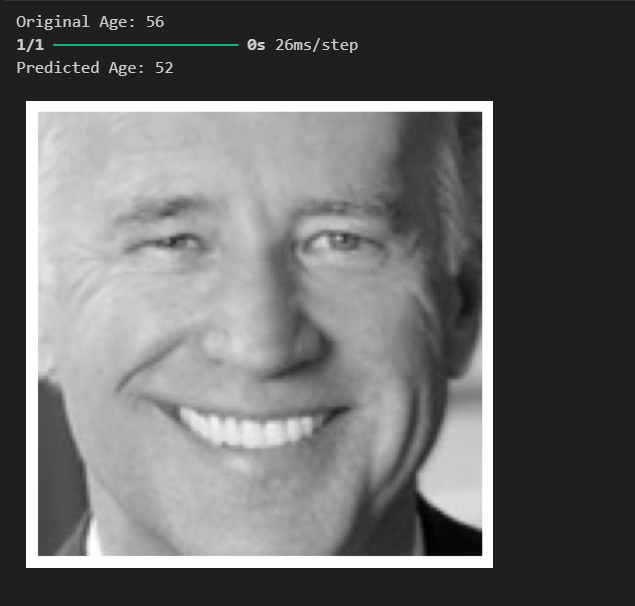 Original Age: 56
1/1 ━━━━━━━━━━━━━━━━━━━━ 0s 26ms/step
Predicted Age: 52